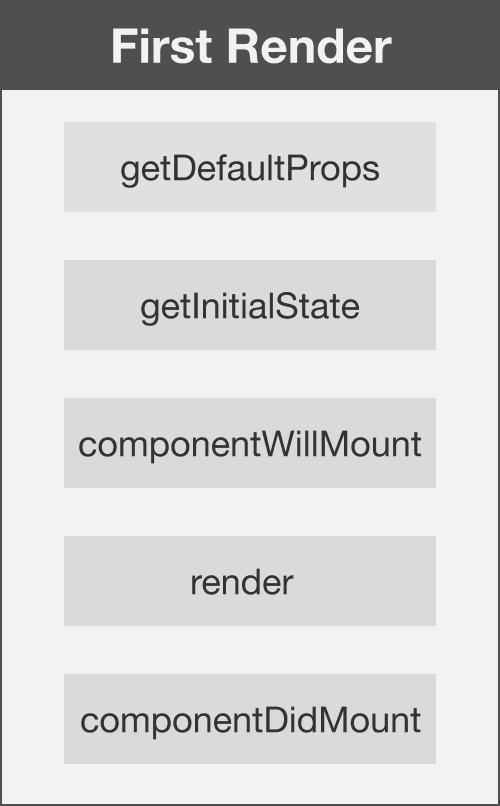 First Render
getDefaultProps
getInitialState
componentWillMount
render
componentDidMount